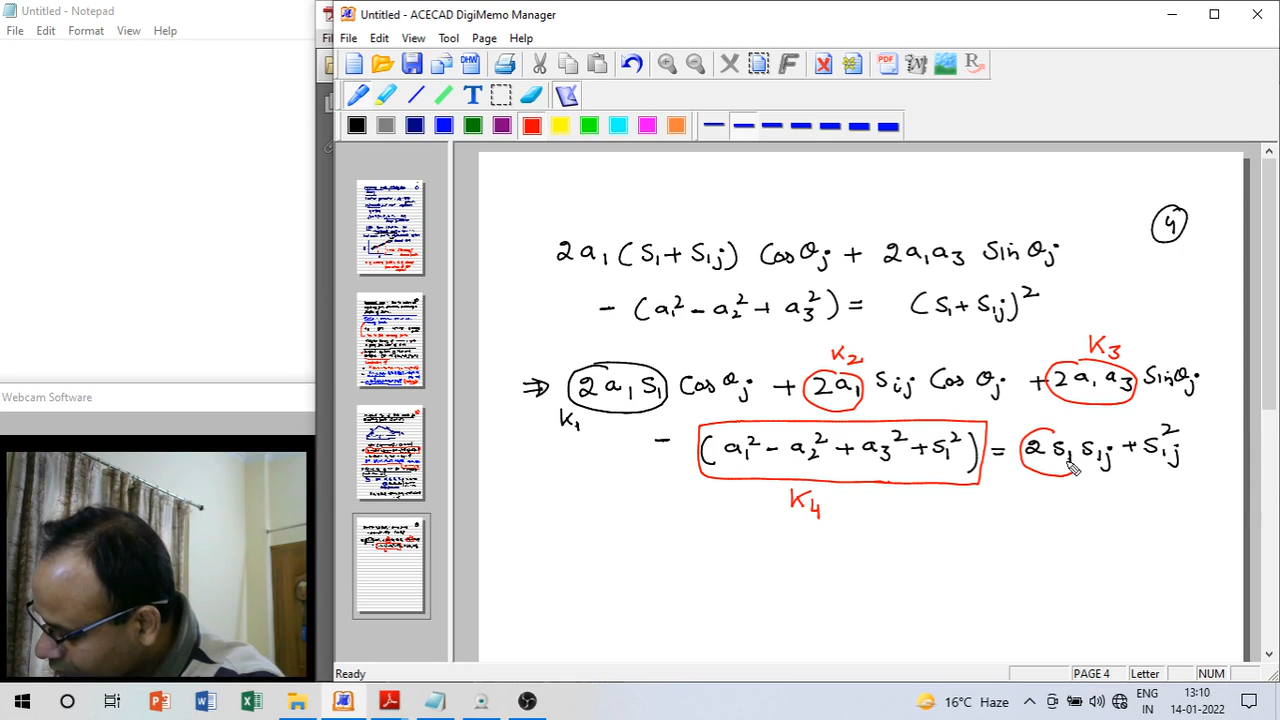 Untitled - Notepad
File Edit Format View Help
Webcam Software
Untitled - ACECAD DigiMemo Manager
File Edit View Tool Page Help
4
2a₁(S₁+S₁j) Cosθj + 2a₁a₃ Sinθj
- (a₁² - a₂² + a₃²) = (S₁+S₁j)²
K₂ K₃
⇒ 2a₁S₁ Cosθj + 2a₁ S₁j Cosθj + 2a₁a₃ Sinθj
K₁
- (a₁² - a₂² + a₃² + S₁²) = 2S₁S₁j + S₁j²
K₄
Ready PAGE 4 Letter NUM
16°C Haze ENG 03:10
IN 14-01-2022